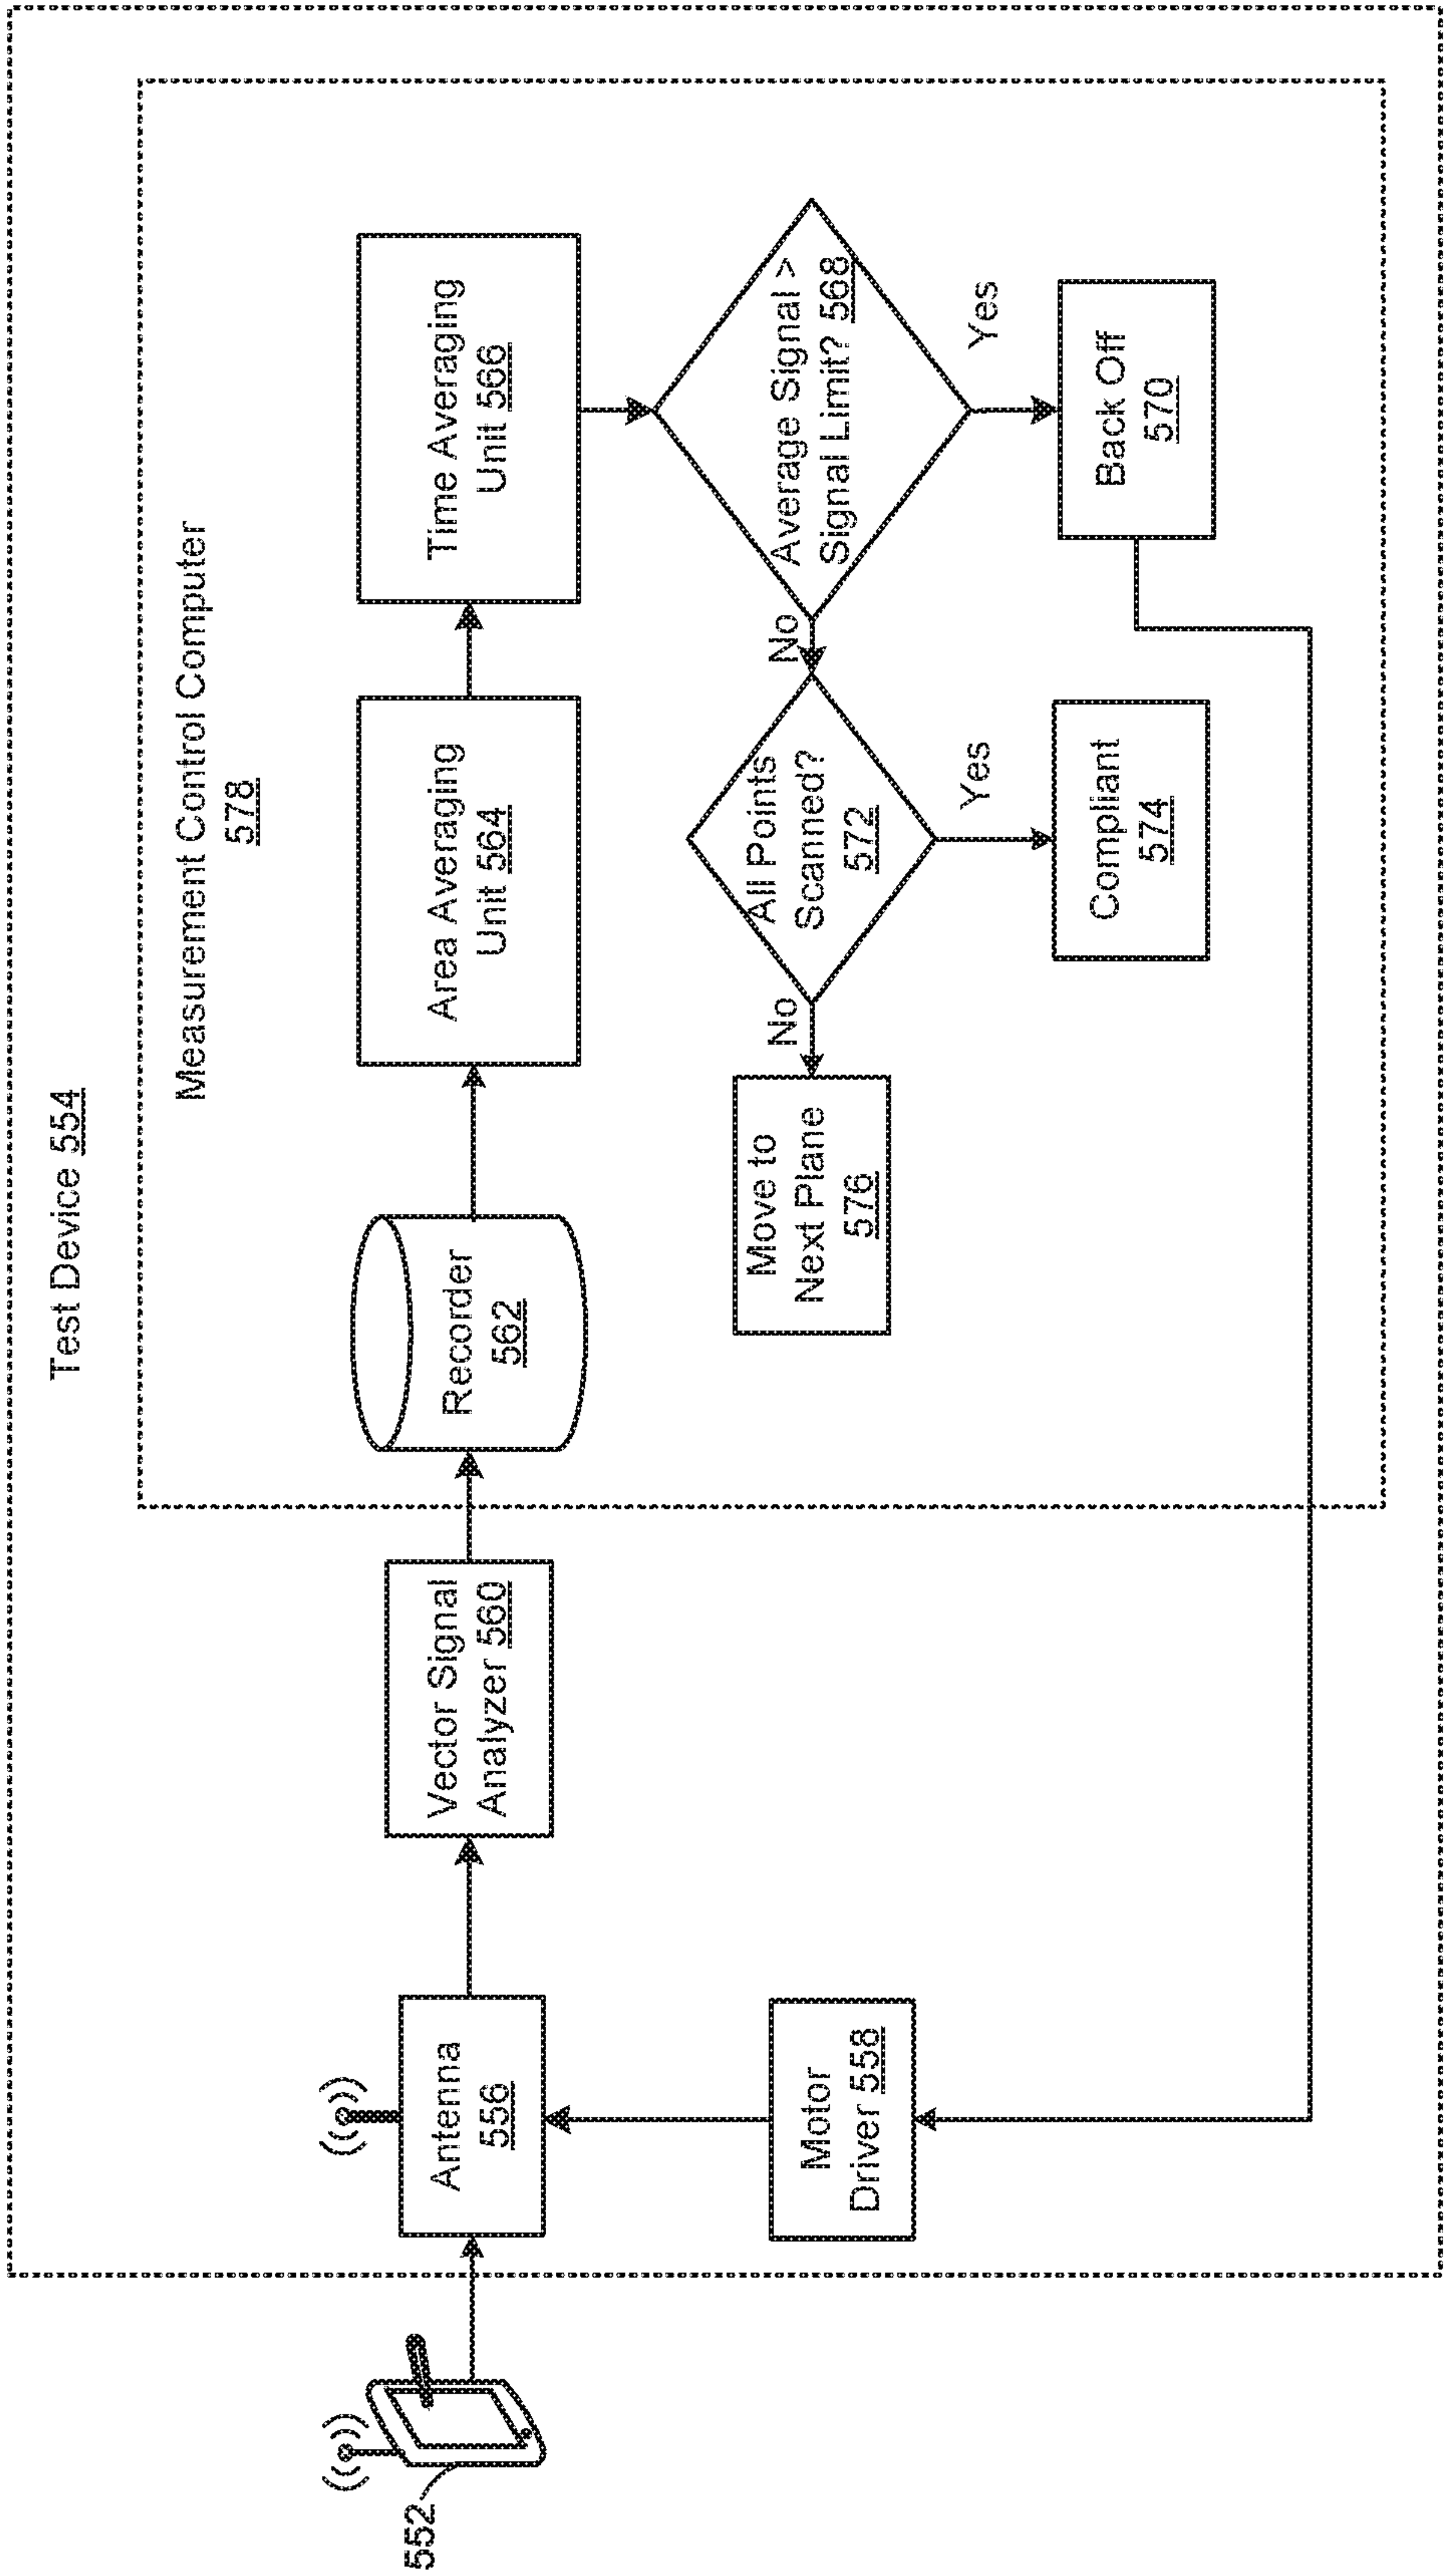 Test Device 554
Measurement Control Computer
578
552
Antenna
556
Vector Signal
Analyzer 560
Recorder
562
Area Averaging
Unit 564
Time Averaging
Unit 566
Motor
Driver 558
Move to
Next Plane
576
No
All Points
Scanned?
572
No
Average Signal >
Signal Limit? 568
Yes
Yes
Compliant
574
Back Off
570